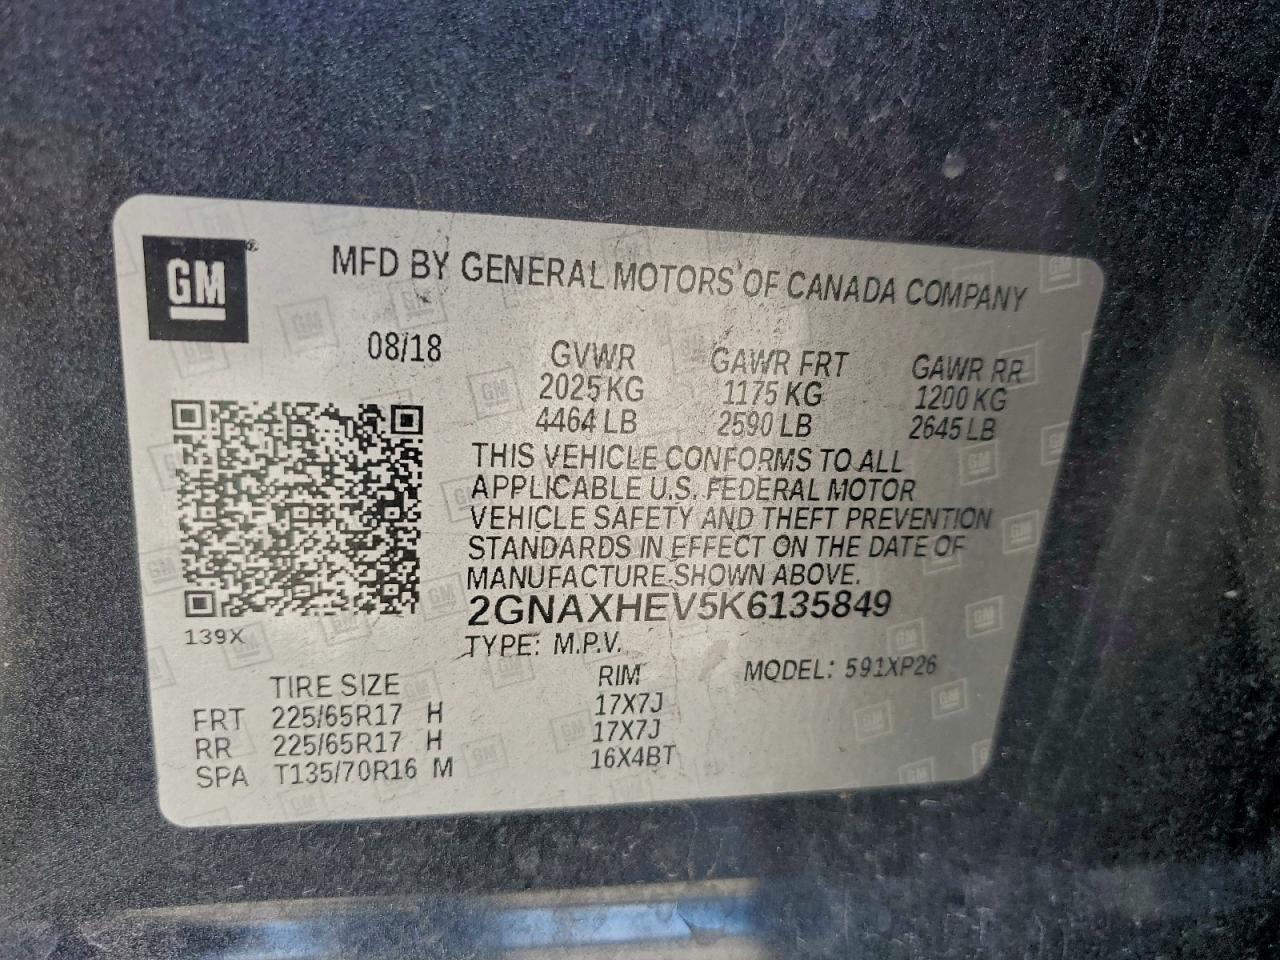 GM®
MFD BY GENERAL MOTORS OF CANADA COMPANY
08/18
GVWR GAWR FRT GAWR RR
2025 KG 1175 KG 1200 KG
4464 LB 2590 LB 2645 LB
THIS VEHICLE CONFORMS TO ALL
APPLICABLE U.S. FEDERAL MOTOR
VEHICLE SAFETY AND THEFT PREVENTION
STANDARDS IN EFFECT ON THE DATE OF
MANUFACTURE SHOWN ABOVE.
2GNAXHEV5K6135849
139X
TYPE: M.P.V.
MODEL: 591XP26
TIRE SIZE RIM
FRT 225/65R17 H 17X7J
RR 225/65R17 H 17X7J
SPA T135/70R16 M 16X4BT